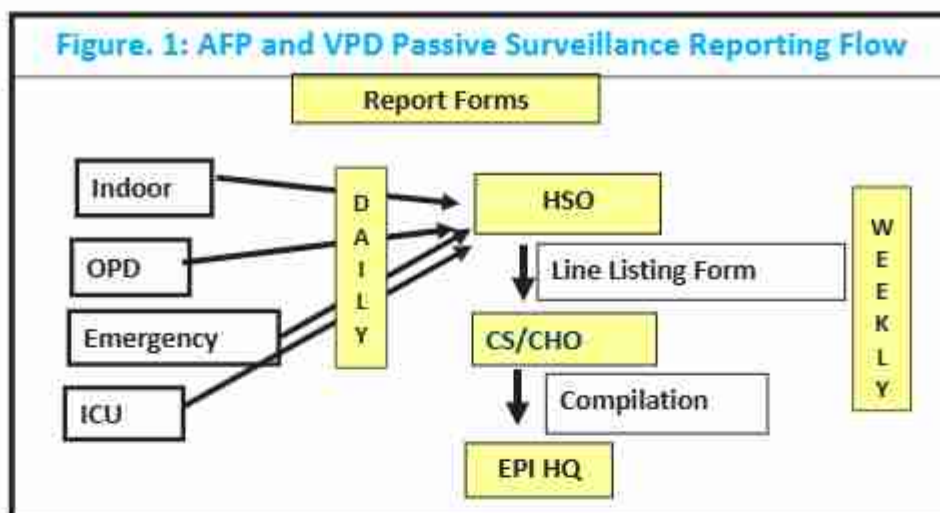 Figure. 1: AFP and VPD Passive Surveillance Reporting Flow
Report Forms
Indoor
OPD
Emergency
ICU
D
A
I
L
Y
HSO
Line Listing Form
CS/CHO
Compilation
EPI HQ
W
E
E
K
L
Y